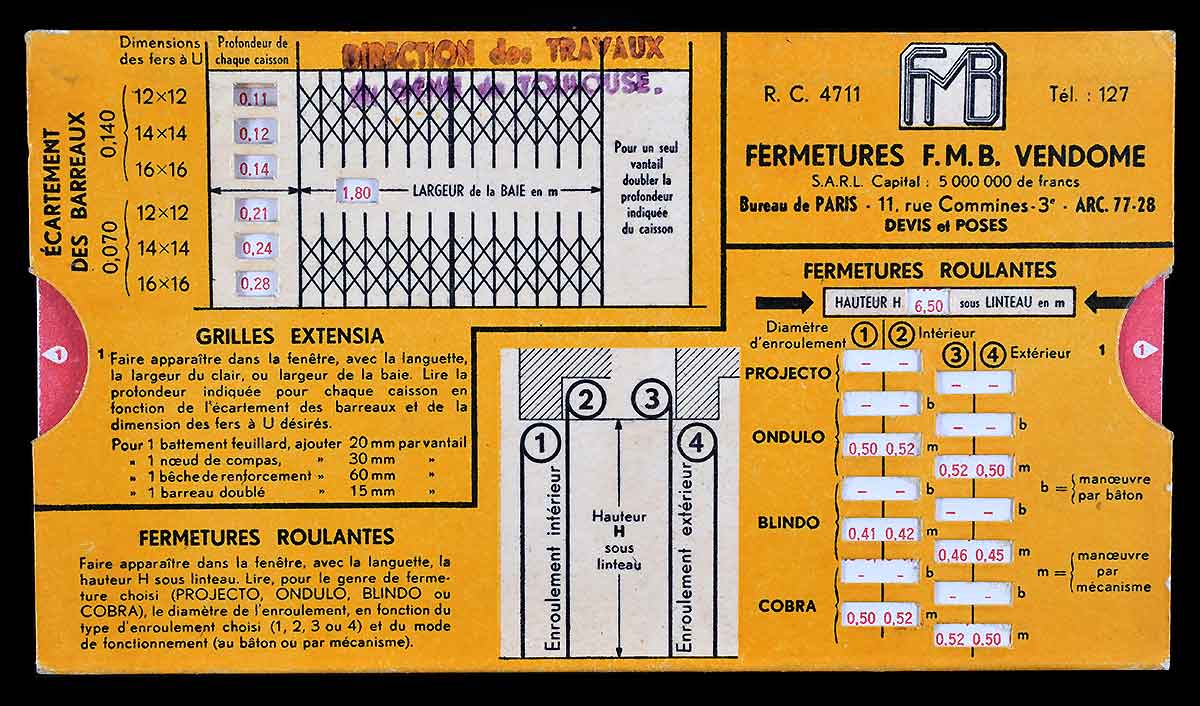 Dimensions
des fers à U
Profondeur de
chaque caisson
DIRECTION des TRAVAUX
du GÉNIE de TOULOUSE.
ÉCARTEMENT
DES BARREAUX
0,140
12×12
0.11
14×14
0,12
16×16
0,14
0,070
12×12
0,21
14×14
0,24
16×16
0,28
1,80
LARGEUR de la BAIE en m
Pour un seul
vantail
doubler la
profondeur
indiquée
du caisson
1
GRILLES EXTENSIA
1 Faire apparaître dans la fenêtre, avec la languette,
la largeur du clair, ou largeur de la baie. Lire la
profondeur indiquée pour chaque caisson en
fonction de l'écartement des barreaux et de la
dimension des fers à U désirés.
Pour 1 battement feuillard, ajouter 20 mm par vantail
" 1 nœud de compas, " 30 mm "
" 1 bêche de renforcement " 60 mm "
" 1 barreau doublé " 15 mm "
FERMETURES ROULANTES
Faire apparaître dans la fenêtre, avec la languette, la
hauteur H sous linteau. Lire, pour le genre de ferme-
ture choisi (PROJECTO, ONDULO, BLINDO ou
COBRA), le diamètre de l'enroulement, en fonction du
type d'enroulement choisi (1, 2, 3 ou 4) et du mode
de fonctionnement (au bâton ou par mécanisme).
2
3
1
4
Enroulement intérieur
Hauteur
H
sous
linteau
Enroulement extérieur
FMB
R. C. 4711
Tél. : 127
FERMETURES F.M.B. VENDOME
S.A.R.L. Capital : 5 000 000 de francs
Bureau de PARIS - 11, rue Commines-3e - ARC. 77-28
DEVIS et POSES
FERMETURES ROULANTES
HAUTEUR H 6,50 sous LINTEAU en m
Diamètre
d'enroulement
1 2 Intérieur
3 4 Extérieur
1
1
PROJECTO
- -
- -
- - b
- - b
ONDULO
0,50 0,52 m
0.52 0,50 m
- - b
- - b
BLINDO
0,41 0,42 m
0,46 0,45 m
- - b
- - b
COBRA
0,50 0,52 m
0.52 0,50 m
b = manœuvre
par bâton
m = manœuvre
par
mécanisme